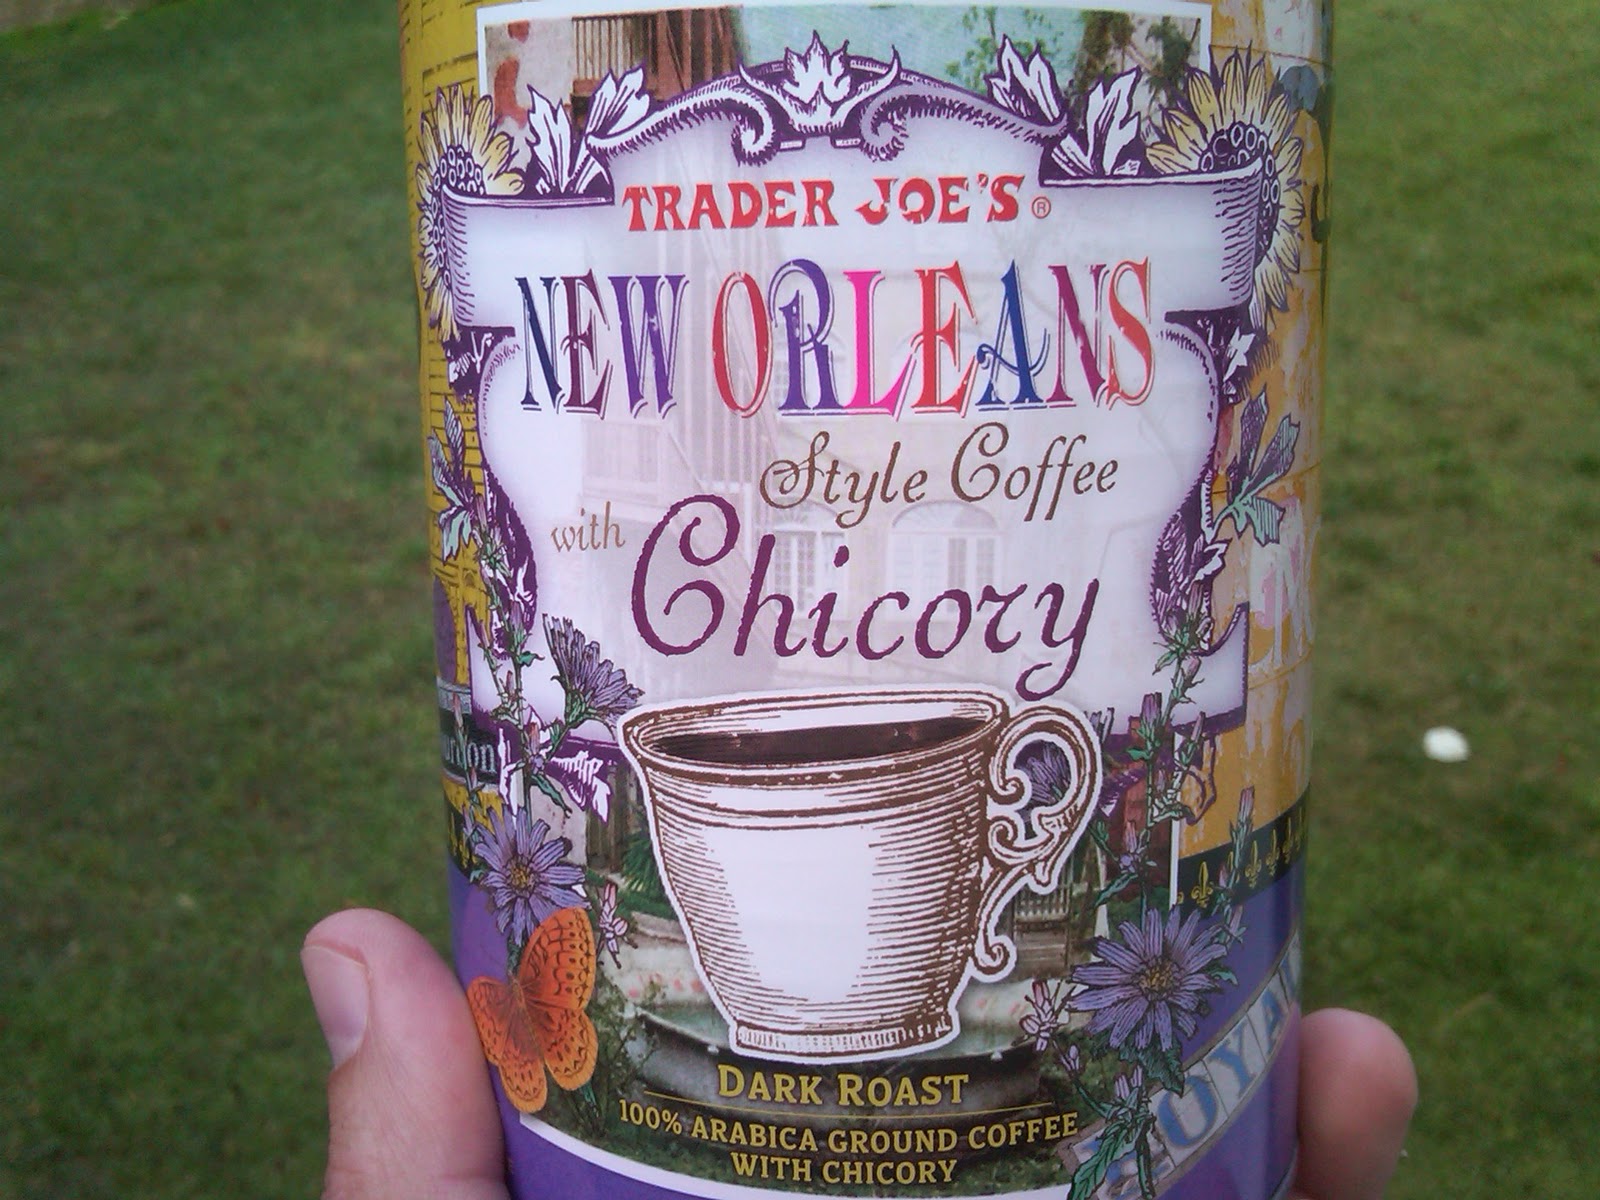 TRADER JOE'S®
NEW ORLEANS
Style Coffee
with Chicory
DARK ROAST
100% ARABICA GROUND COFFEE
WITH CHICORY